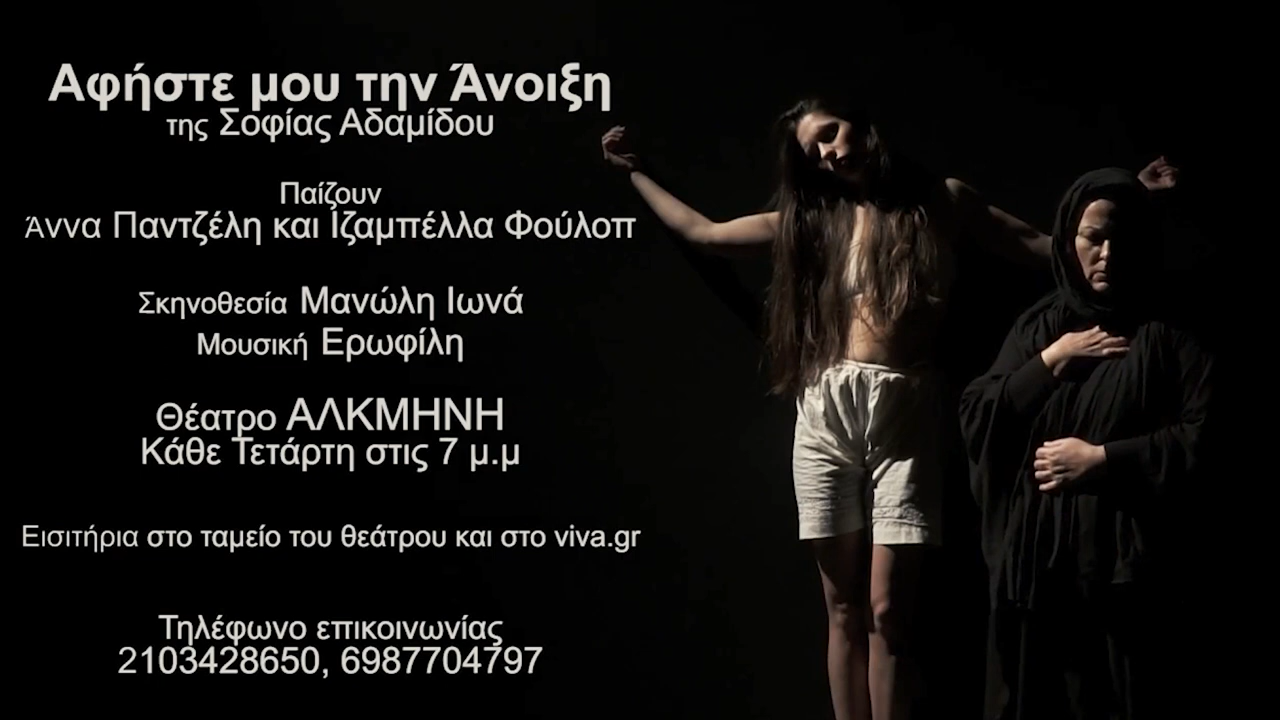 Αφήστε μου την Άνοιξη
της Σοφίας Αδαμίδου
Παίζουν
Άννα Παντζέλη και Ιζαμπέλλα Φούλοπ
Σκηνοθεσία Μανώλη Ιωνά
Μουσική Ερωφίλη
Θέατρο ΑΛΚΜΗΝΗ
Κάθε Τετάρτη στις 7 μ.μ
Εισιτήρια στο ταμείο του θεάτρου και στο viva.gr
Τηλέφωνο επικοινωνίας
2103428650, 6987704797